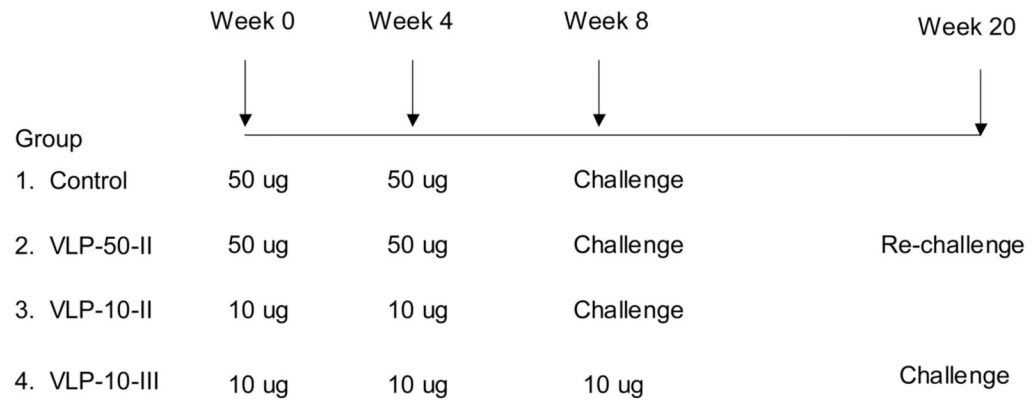 Week 0 Week 4 Week 8 Week 20
Group
1. Control 50 ug 50 ug Challenge
2. VLP-50-II 50 ug 50 ug Challenge Re-challenge
3. VLP-10-II 10 ug 10 ug Challenge
4. VLP-10-III 10 ug 10 ug 10 ug Challenge